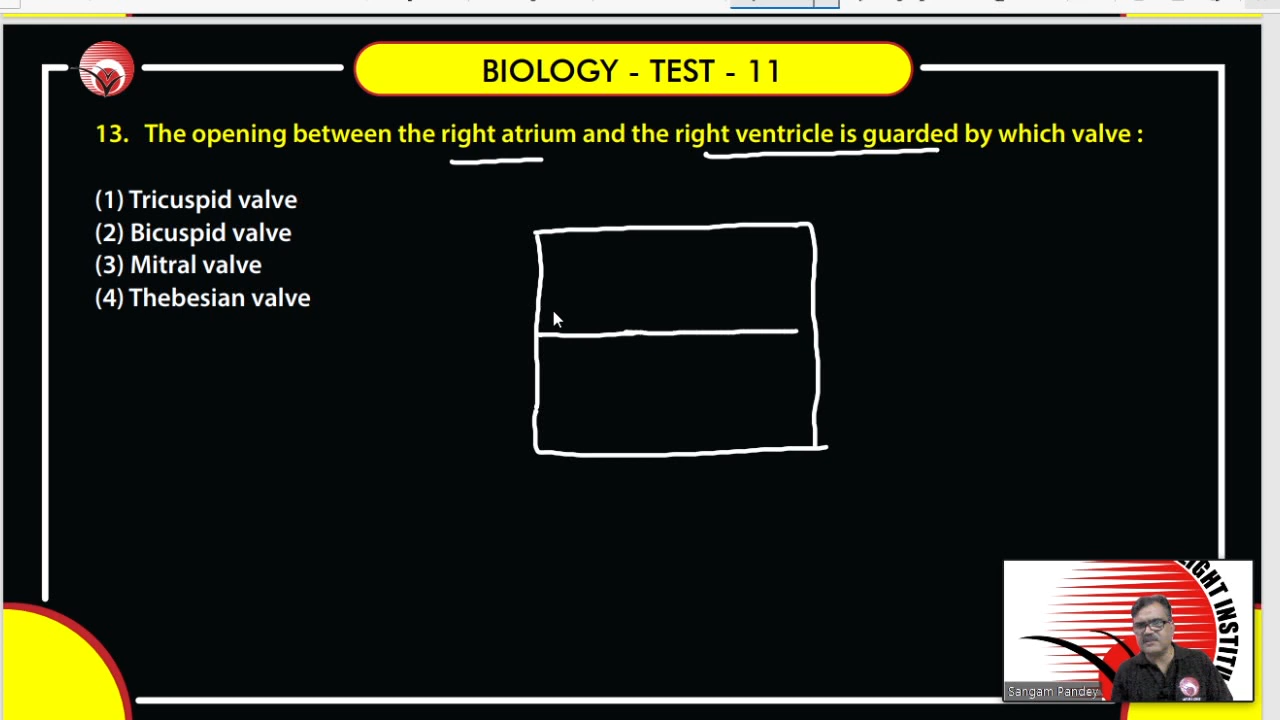 BIOLOGY - TEST - 11
13. The opening between the right atrium and the right ventricle is guarded by which valve :
(1) Tricuspid valve
(2) Bicuspid valve
(3) Mitral valve
(4) Thebesian valve
Sangam Pandey